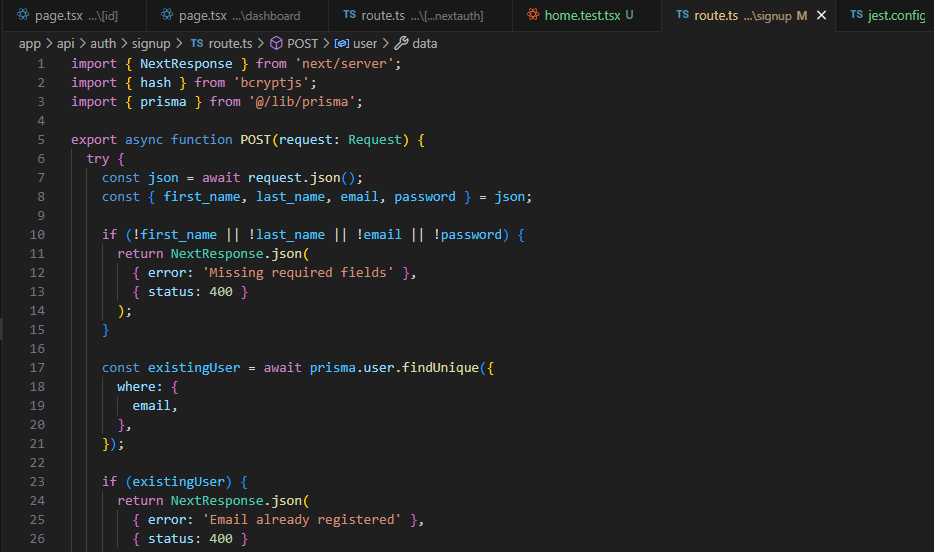 page.tsx ...\[id]
page.tsx ...\dashboard
TS route.ts ...\[...nextauth]
home.test.tsx U
TS route.ts ...\signup M
TS jest.config
app > api > auth > signup > TS route.ts > POST > user > data
1 import { NextResponse } from 'next/server';
2 import { hash } from 'bcryptjs';
3 import { prisma } from '@/lib/prisma';
4
5 export async function POST(request: Request) {
6   try {
7     const json = await request.json();
8     const { first_name, last_name, email, password } = json;
9
10     if (!first_name || !last_name || !email || !password) {
11       return NextResponse.json(
12         { error: 'Missing required fields' },
13         { status: 400 }
14       );
15     }
16
17     const existingUser = await prisma.user.findUnique({
18       where: {
19         email,
20       },
21     });
22
23     if (existingUser) {
24       return NextResponse.json(
25         { error: 'Email already registered' },
26         { status: 400 }